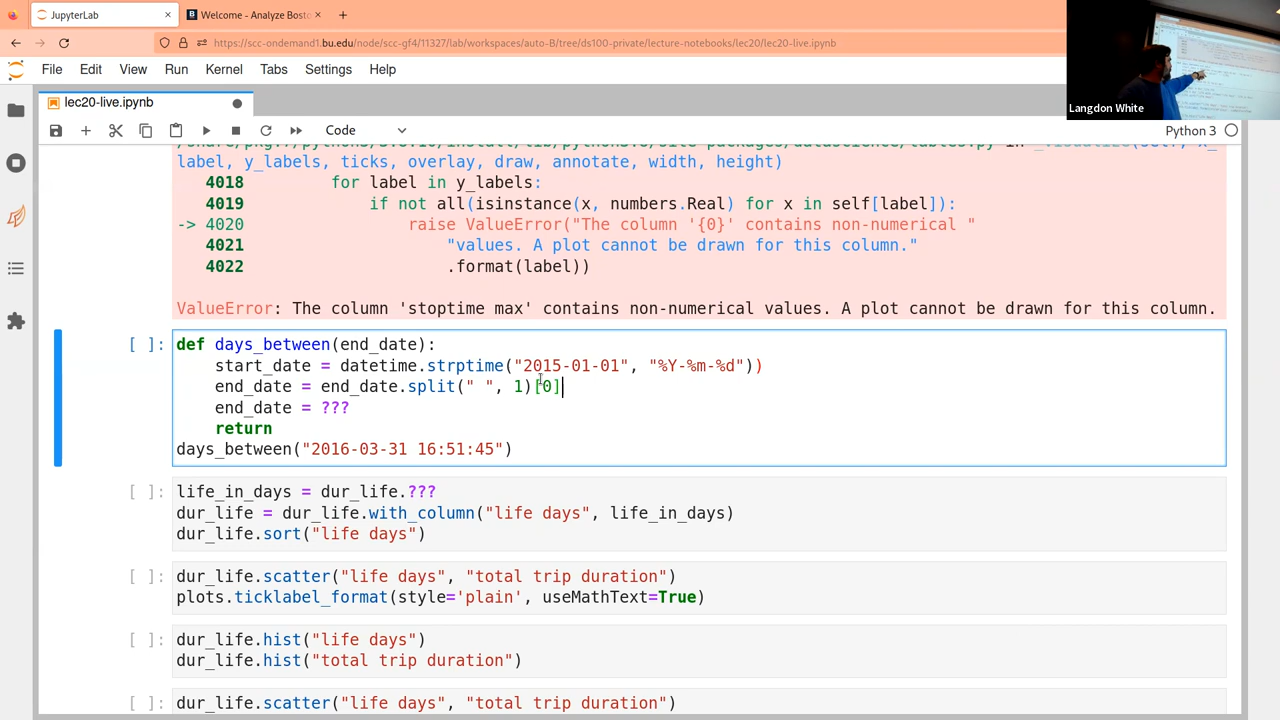 JupyterLab
Welcome - Analyze Bosto
https://scc-ondemand1.bu.edu/node/scc-gf4/11327/lab/workspaces/auto-B/tree/ds100-private/lecture-notebooks/lec20/lec20-live.ipynb
File Edit View Run Kernel Tabs Settings Help
Langdon White
lec20-live.ipynb
Code
Python 3
label, y_labels, ticks, overlay, draw, annotate, width, height)
4018 for label in y_labels:
4019 if not all(isinstance(x, numbers.Real) for x in self[label]):
-> 4020 raise ValueError("The column '{0}' contains non-numerical "
4021 "values. A plot cannot be drawn for this column."
4022 .format(label))
ValueError: The column 'stoptime max' contains non-numerical values. A plot cannot be drawn for this column.
[ ]: def days_between(end_date):
start_date = datetime.strptime("2015-01-01", "%Y-%m-%d"))
end_date = end_date.split(" ", 1)[0]
end_date = ???
return
days_between("2016-03-31 16:51:45")
[ ]: life_in_days = dur_life.???
dur_life = dur_life.with_column("life days", life_in_days)
dur_life.sort("life days")
[ ]: dur_life.scatter("life days", "total trip duration")
plots.ticklabel_format(style='plain', useMathText=True)
[ ]: dur_life.hist("life days")
dur_life.hist("total trip duration")
[ ]: dur_life.scatter("life days", "total trip duration")